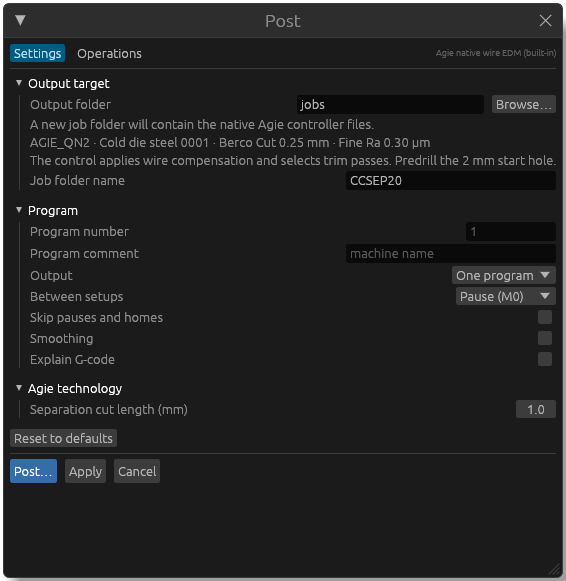 Post
Settings Operations Agie native wire EDM (built-in)
Output target
Output folder jobs Browse...
A new job folder will contain the native Agie controller files.
AGIE_QN2 · Cold die steel 0001 · Berco Cut 0.25 mm · Fine Ra 0.30 µm
The control applies wire compensation and selects trim passes. Predrill the 2 mm start hole.
Job folder name CCSEP20
Program
Program number 1
Program comment machine name
Output One program
Between setups Pause (M0)
Skip pauses and homes
Smoothing
Explain G-code
Agie technology
Separation cut length (mm) 1.0
Reset to defaults
Post... Apply Cancel